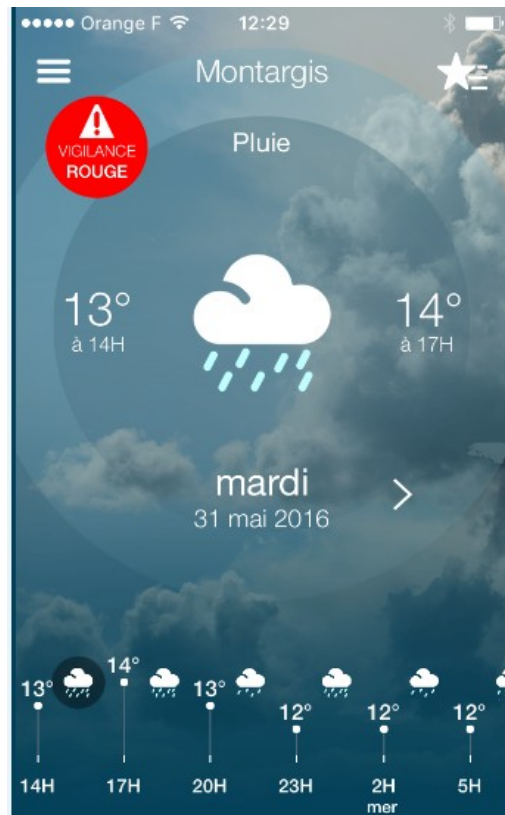 Orange F 12:29
Montargis
VIGILANCE
ROUGE
Pluie
13° 14°
à 14H à 17H
mardi
31 mai 2016
13° 14° 13° 12° 12° 12°
14H 17H 20H 23H 2H 5H
mer